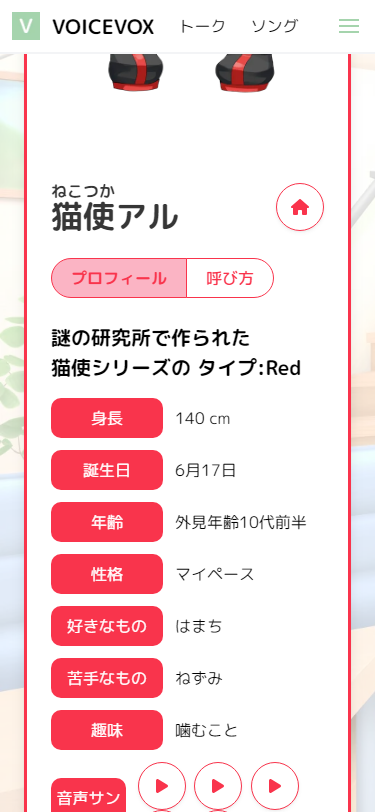 V VOICEVOX トーク ソング
ねこつか
猫使アル
プロフィール 呼び方
謎の研究所で作られた
猫使シリーズの タイプ:Red
身長 140 cm
誕生日 6月17日
年齢 外見年齢10代前半
性格 マイペース
好きなもの はまち
苦手なもの ねずみ
趣味 噛むこと
音声サン